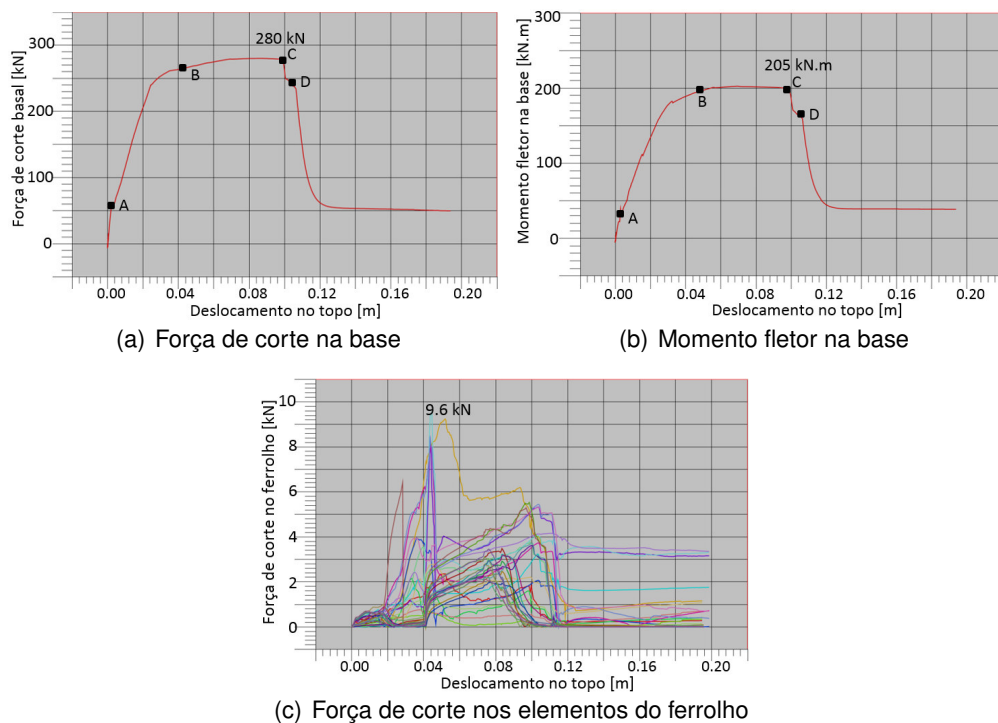 Força de corte basal [kN]
300
200
100
0
280 kN
A
B
C
D
0.00 0.04 0.08 0.12 0.16 0.20
Deslocamento no topo [m]
(a) Força de corte na base
Momento fletor na base [kN.m]
300
200
100
0
205 kN.m
A
B
C
D
0.00 0.04 0.08 0.12 0.16 0.20
Deslocamento no topo [m]
(b) Momento fletor na base
Força de corte no ferrolho [kN]
10
8
6
4
2
0
9.6 kN
0.00 0.04 0.08 0.12 0.16 0.20
Deslocamento no topo [m]
(c) Força de corte nos elementos do ferrolho